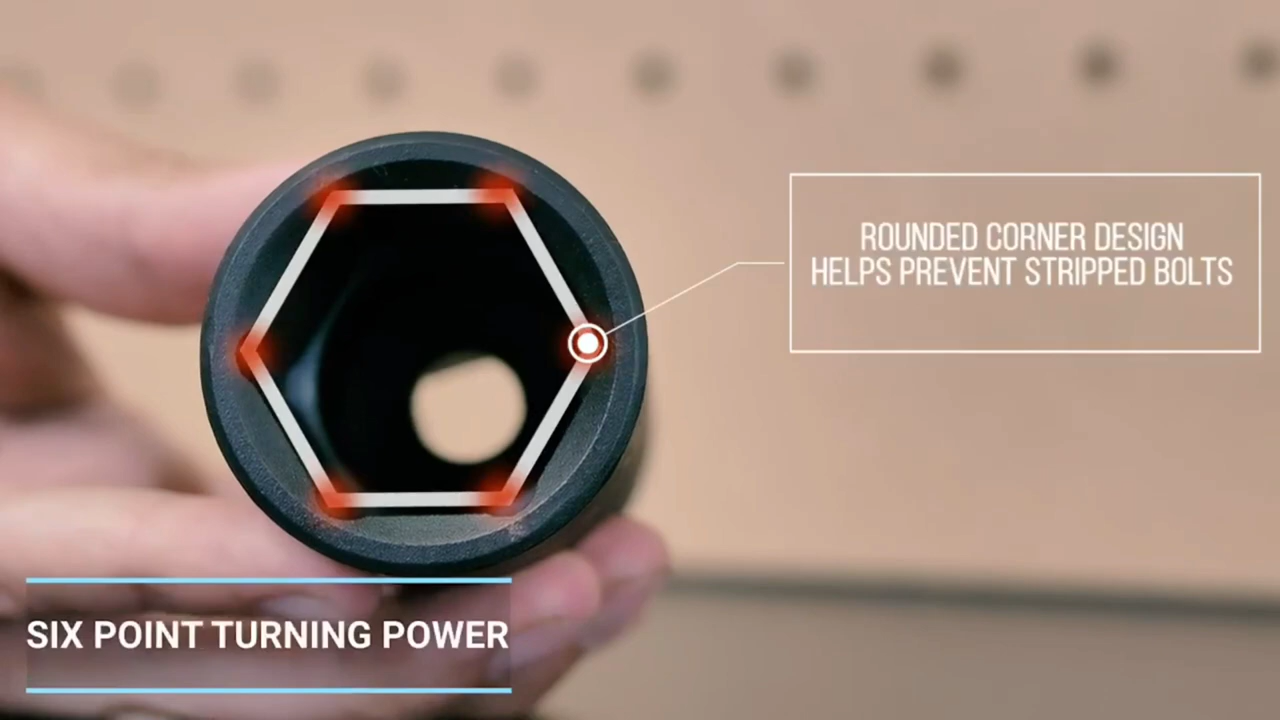 ROUNDED CORNER DESIGN
HELPS PREVENT STRIPPED BOLTS
SIX POINT TURNING POWER